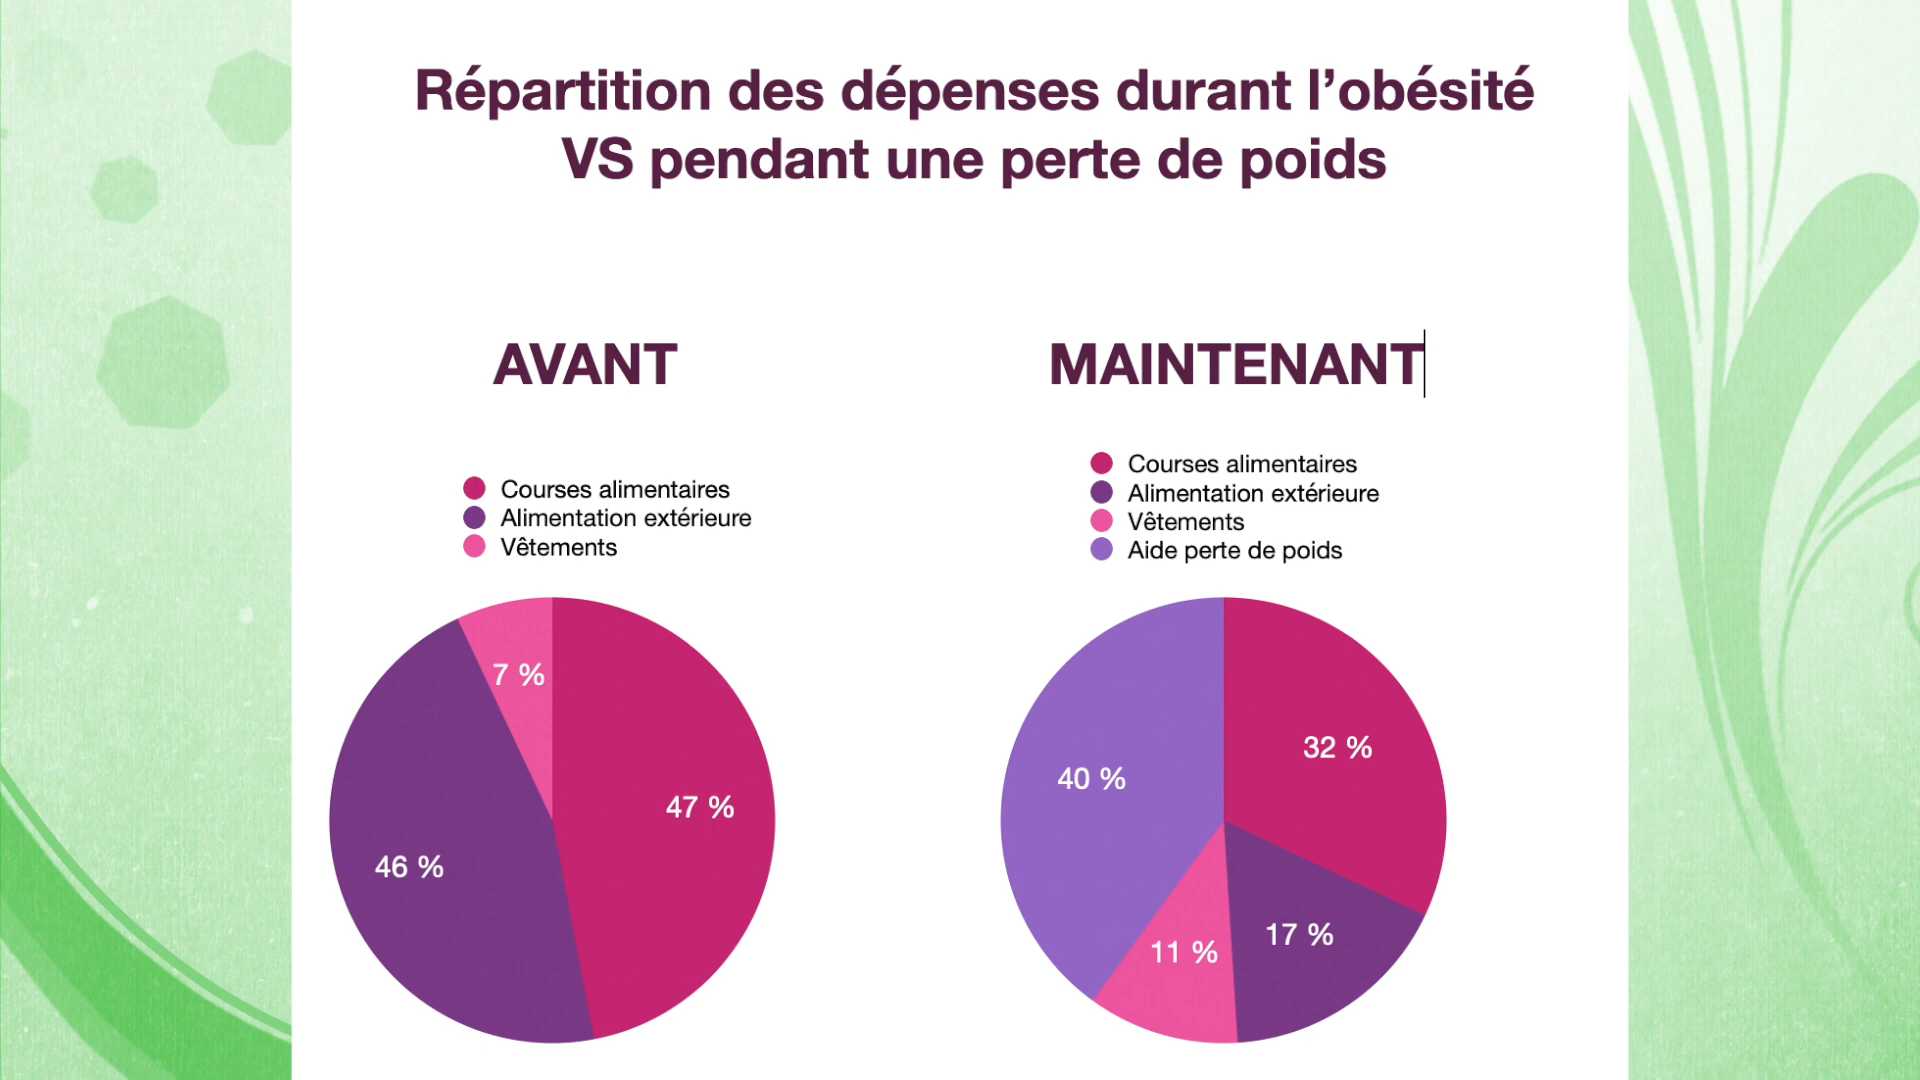 Répartition des dépenses durant l’obésité
VS pendant une perte de poids
AVANT
Courses alimentaires
Alimentation extérieure
Vêtements
7 %
47 %
46 %
MAINTENANT
Courses alimentaires
Alimentation extérieure
Vêtements
Aide perte de poids
32 %
40 %
17 %
11 %